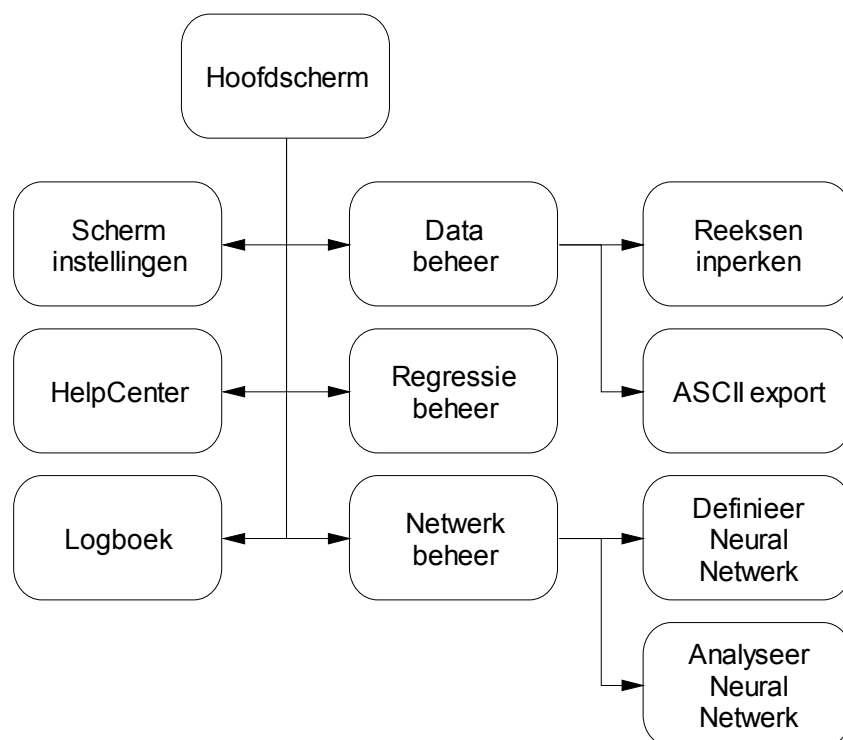 Hoofdscherm
Scherm
instellingen
Data
beheer
Reeksen
inperken
HelpCenter
Regressie
beheer
ASCII export
Logboek
Netwerk
beheer
Definieer
Neural
Netwerk
Analyseer
Neural
Netwerk